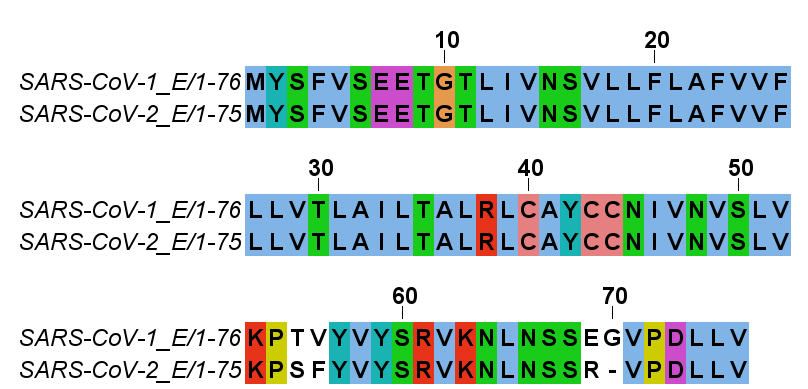 10 20
SARS-CoV-1_E/1-76 MYSFVSEETGTLIVNSVLLFLAFVVF
SARS-CoV-2_E/1-75 MYSFVSEETGTLIVNSVLLFLAFVVF
30 40 50
SARS-CoV-1_E/1-76 LLVTLAILTALRLCAYCCNIVNVSLV
SARS-CoV-2_E/1-75 LLVTLAILTALRLCAYCCNIVNVSLV
60 70
SARS-CoV-1_E/1-76 KPTVYVYSRVKNLNSSEGVPDLLV
SARS-CoV-2_E/1-75 KPSFYVYSRVKNLNSSR-VPDLLV